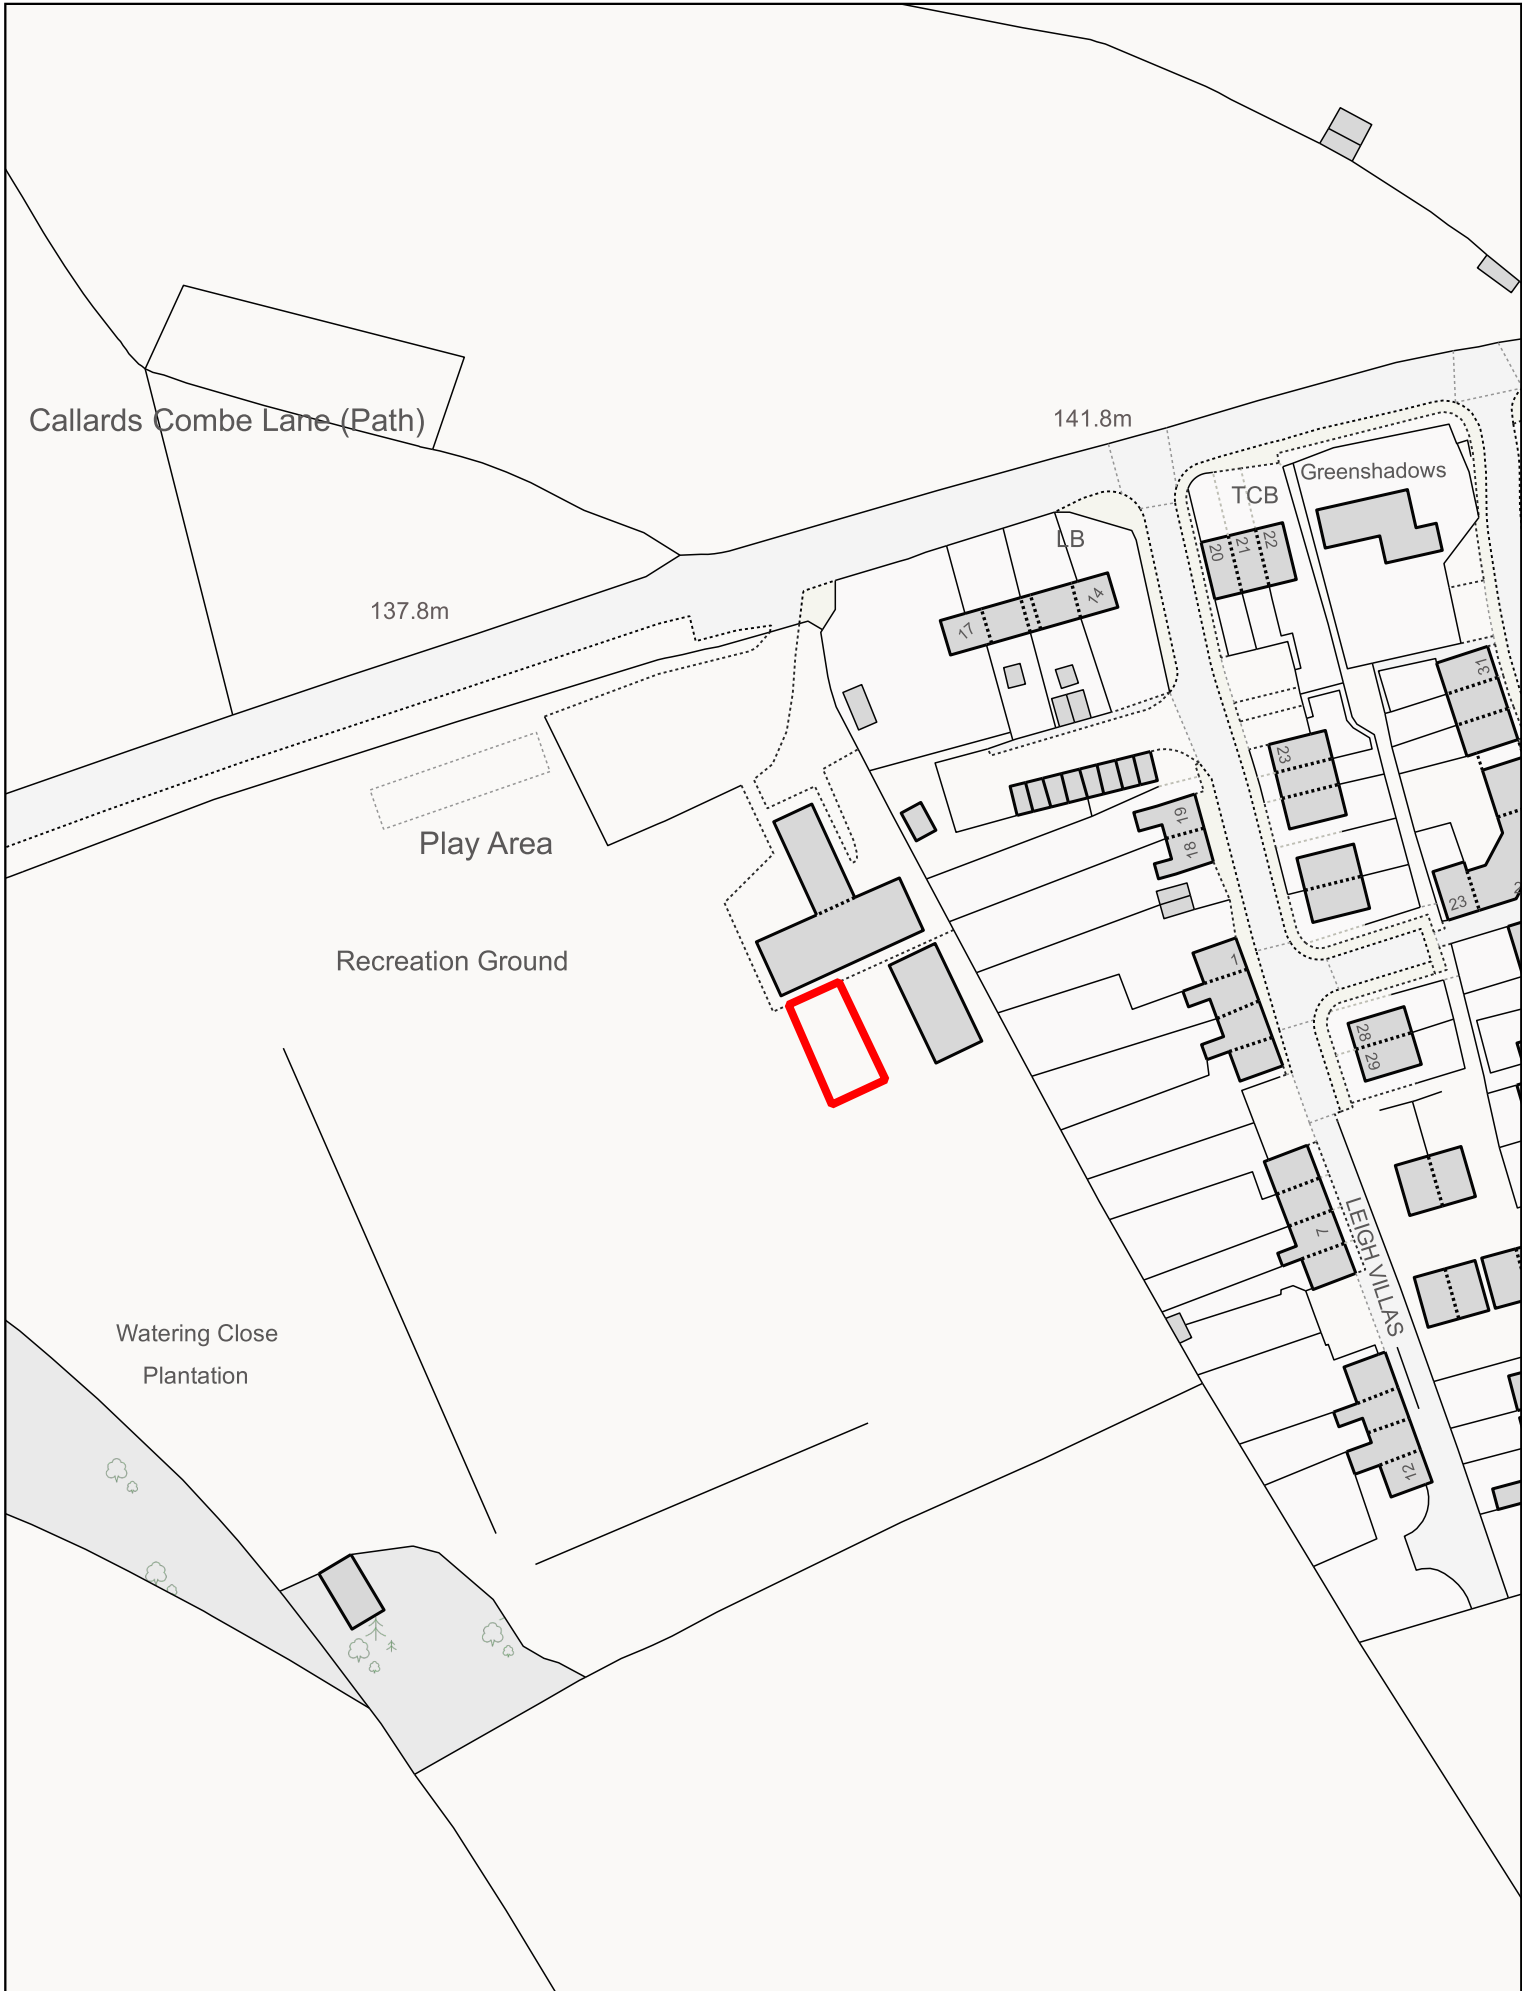 141.8m
Callards Combe Lane (Path)
Greenshadows
TCB
LB
20
21
22
14
17
137.8m
31
23
19
18
Play Area
23
Recreation Ground
1
28
29
7
LEIGH VILLAS
Watering Close
Plantation
12